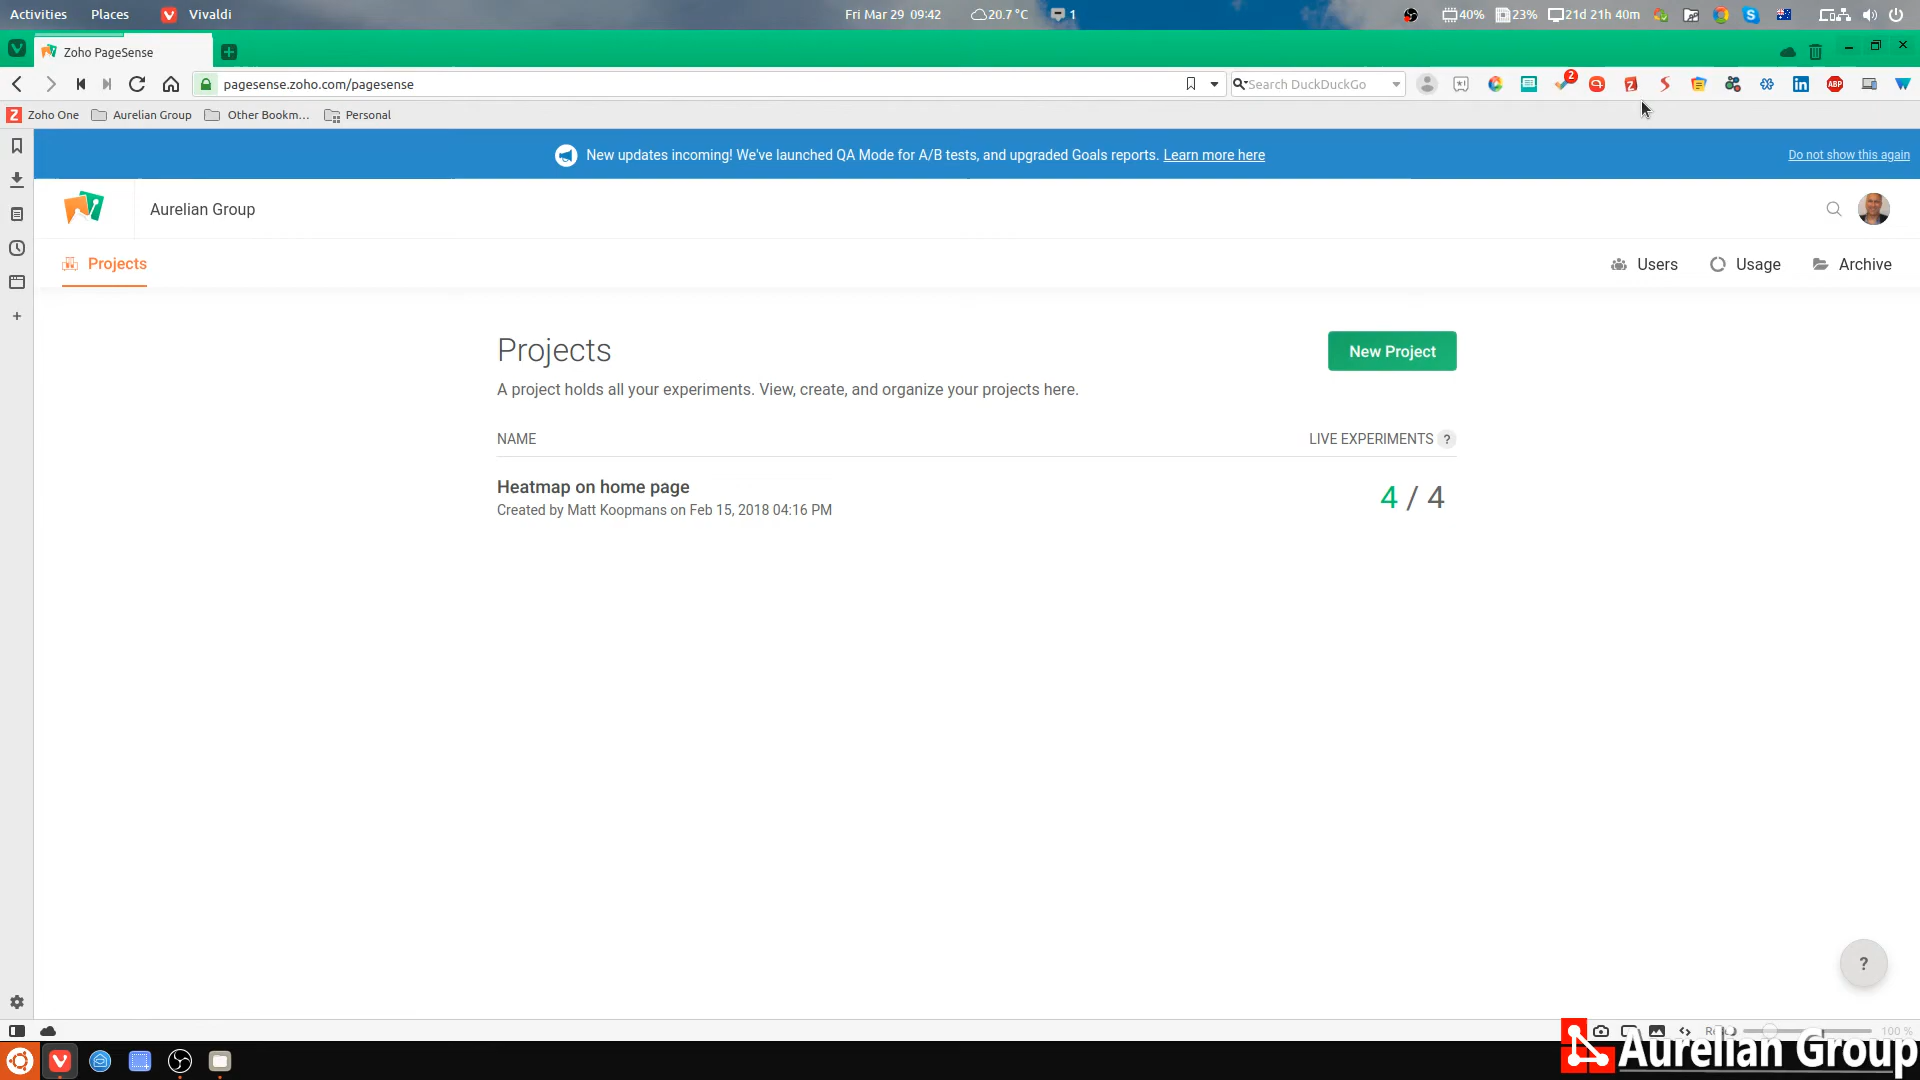 Activities Places Vivaldi Fri Mar 29 09:42 20.7 °C 1 40% 23% 21d 21h 40m
Zoho PageSense
pagesense.zoho.com/pagesense Search DuckDuckGo 2 ABP
Zoho One Aurelian Group Other Bookm... Personal
New updates incoming! We've launched QA Mode for A/B tests, and upgraded Goals reports. Learn more here Do not show this again
Aurelian Group
Projects Users Usage Archive
Projects New Project
A project holds all your experiments. View, create, and organize your projects here.
NAME LIVE EXPERIMENTS ?
Heatmap on home page 4 / 4
Created by Matt Koopmans on Feb 15, 2018 04:16 PM
?
100 %
Aurelian Group